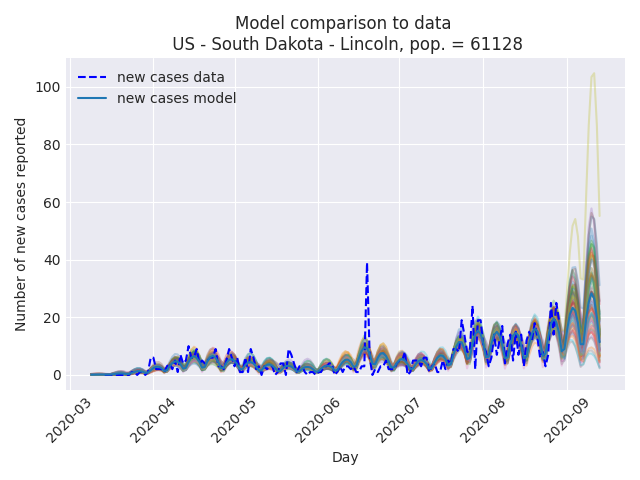 Model comparison to data
US - South Dakota - Lincoln, pop. = 61128
new cases data
new cases model
Number of new cases reported
100
80
60
40
20
0
2020-03
2020-04
2020-05
2020-06
2020-07
2020-08
2020-09
Day